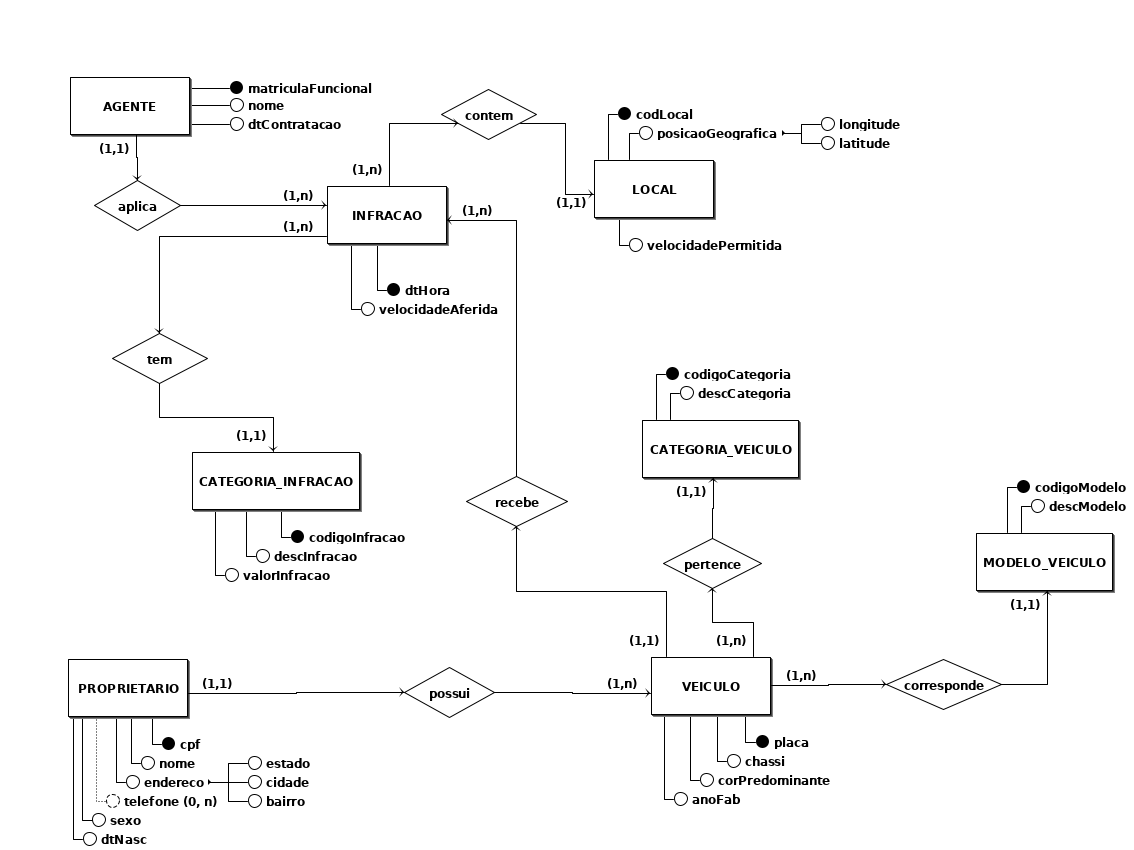 AGENTE
matriculaFuncional
nome
dtContratacao
(1,1)
aplica
(1,n)
(1,n)
contem
(1,n)
INFRACAO
(1,n)
dtHora
velocidadeAferida
codLocal
posicaoGeografica
longitude
latitude
LOCAL
(1,1)
velocidadePermitida
tem
(1,1)
CATEGORIA_INFRACAO
codigoInfracao
descInfracao
valorInfracao
recebe
codigoCategoria
descCategoria
CATEGORIA_VEICULO
(1,1)
pertence
codigoModelo
descModelo
MODELO_VEICULO
(1,1)
(1,1)
(1,n)
PROPRIETARIO
(1,1)
possui
(1,n)
VEICULO
(1,n)
corresponde
cpf
nome
endereco
estado
cidade
bairro
telefone (0, n)
sexo
dtNasc
placa
chassi
corPredominante
anoFab